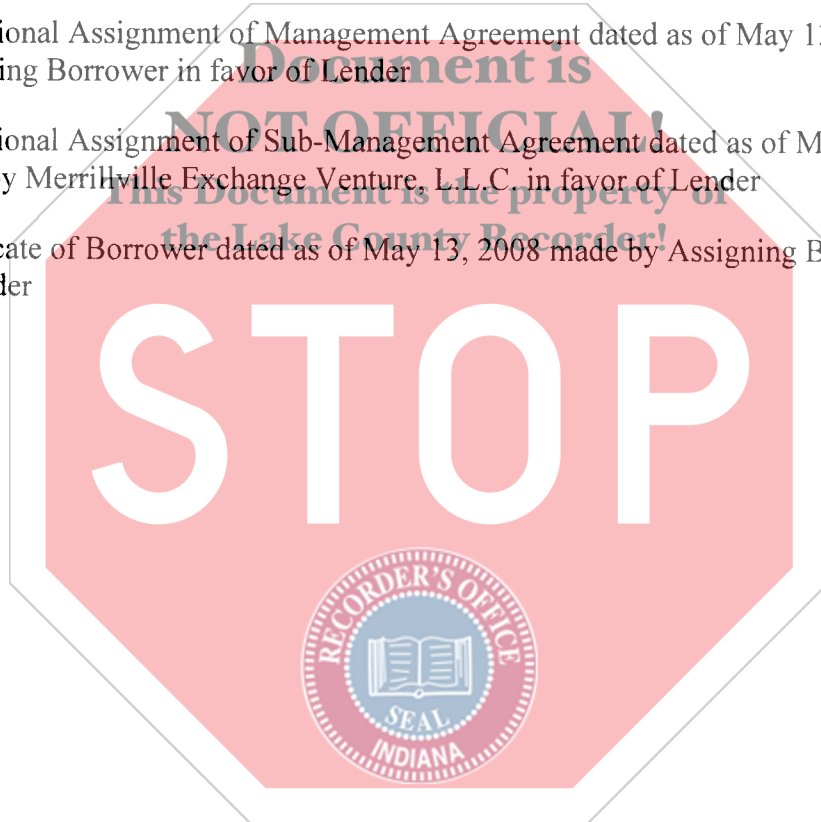 ional Assignment of Management Agreement dated as of May 13
ing Borrower in favor of Lender
Document is
NOT OFFICIAL!
ional Assignment of Sub-Management Agreement dated as of M
y Merrillville Exchange Venture, L.L.C. in favor of Lender
This Document is the property of
the Lake County Recorder!
cate of Borrower dated as of May 13, 2008 made by Assigning B
der
STOP
RECORDER'S OFFICE
SEAL
INDIANA